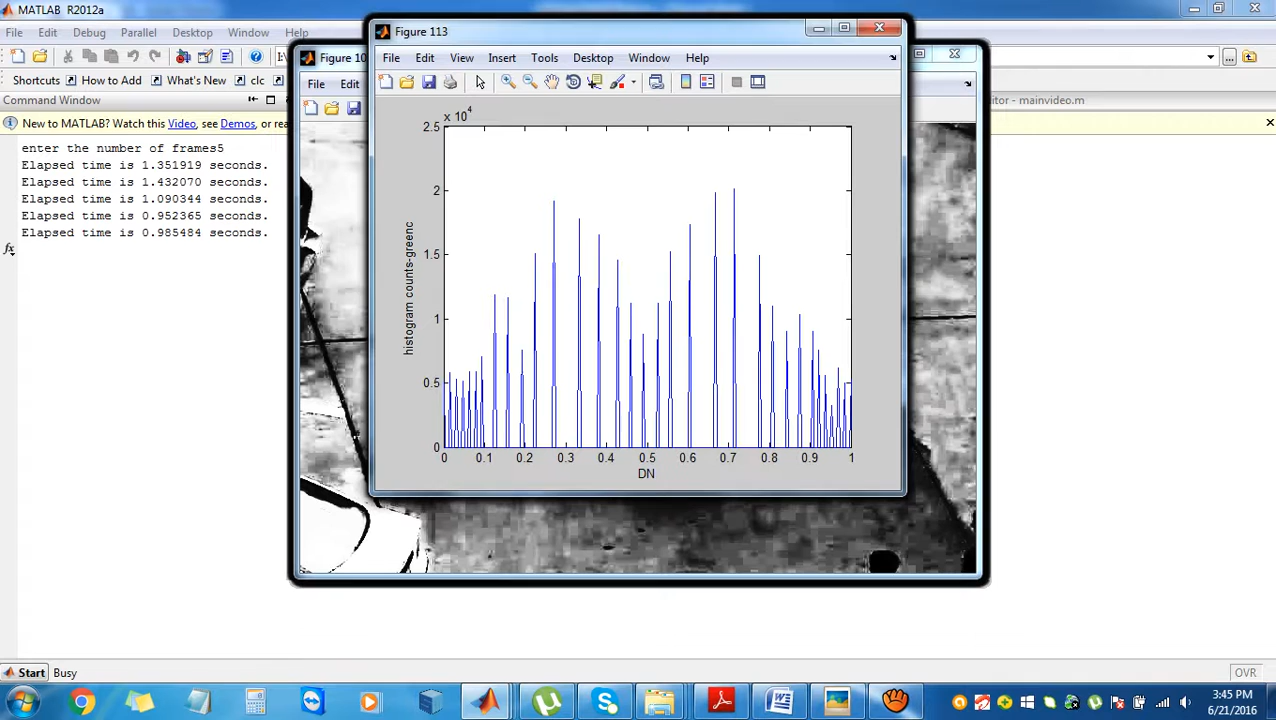 MATLAB R2012a
File Edit Debug Parallel Desktop Window Help
Shortcuts How to Add What's New clc
Command Window
New to MATLAB? Watch this Video, see Demos, or
enter the number of frames5
Elapsed time is 1.351919 seconds.
Elapsed time is 1.432070 seconds.
Elapsed time is 1.090344 seconds.
Elapsed time is 0.952365 seconds.
Elapsed time is 0.985484 seconds.
fx
Figure 10
File Edit
- mainvideo.m
Figure 113
File Edit View Insert Tools Desktop Window Help
x 10^4
2.5
2
1.5
1
0.5
0
histogram counts-greenc
0 0.1 0.2 0.3 0.4 0.5 0.6 0.7 0.8 0.9 1
DN
Start Busy
OVR
3:45 PM
6/21/2016